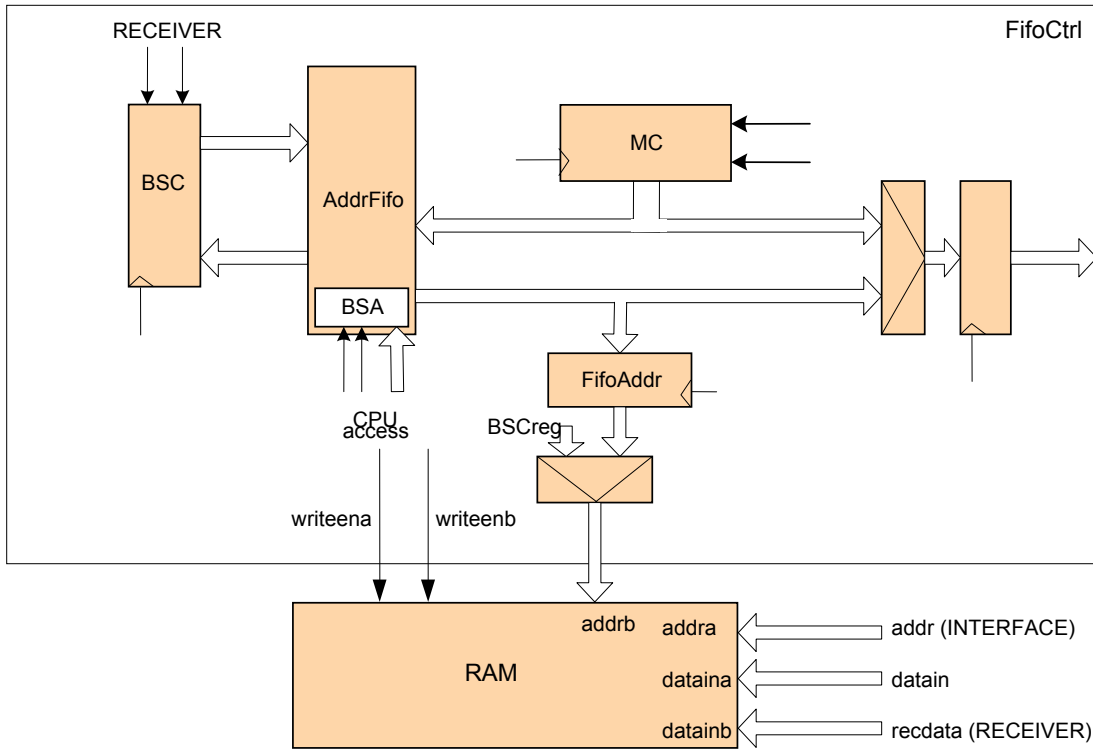 RECEIVER
FifoCtrl
BSC
AddrFifo
MC
BSA
FifoAddr
CPU
access
BSCreg
writeena
writeenb
addrb
addra
addr (INTERFACE)
RAM
dataina
datain
datainb
recdata (RECEIVER)